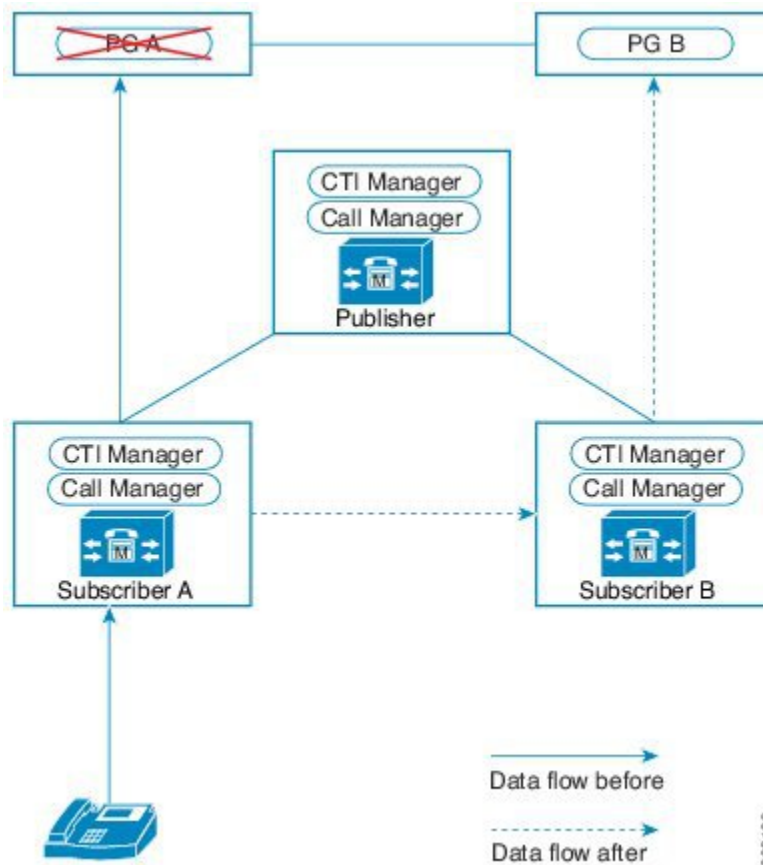 PG A
PG B
CTI Manager
Call Manager
M
Publisher
CTI Manager
Call Manager
M
Subscriber A
CTI Manager
Call Manager
M
Subscriber B
Data flow before
Data flow after